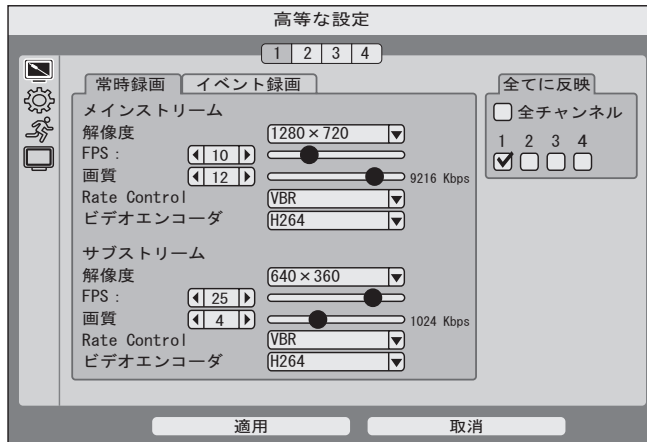 高等な設定
1 2 3 4
常時録画 イベント録画
メインストリーム
解像度 1280×720
FPS : 10
画質 12 9216 Kbps
Rate Control VBR
ビデオエンコーダ H264
サブストリーム
解像度 640×360
FPS : 25
画質 4 1024 Kbps
Rate Control VBR
ビデオエンコーダ H264
全てに反映
全チャンネル
1 2 3 4
適用 取消